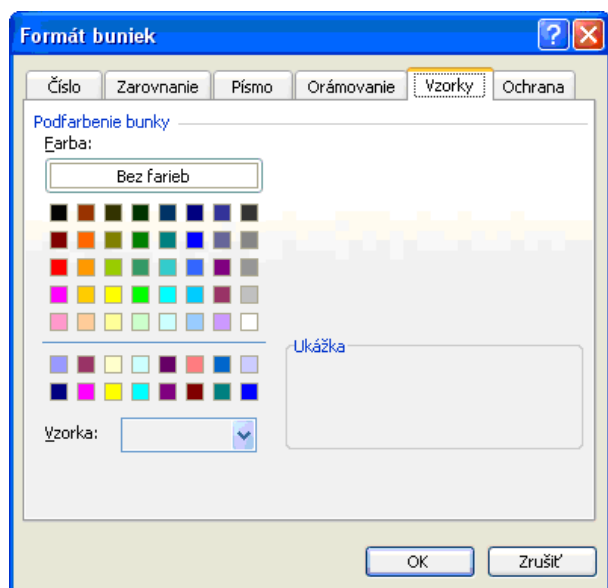 Formát buniek
Číslo Zarovnanie Písmo Orámovanie Vzorky Ochrana
Podfarbenie bunky
Farba:
Bez farieb
Ukážka
Vzorka:
OK Zrušiť